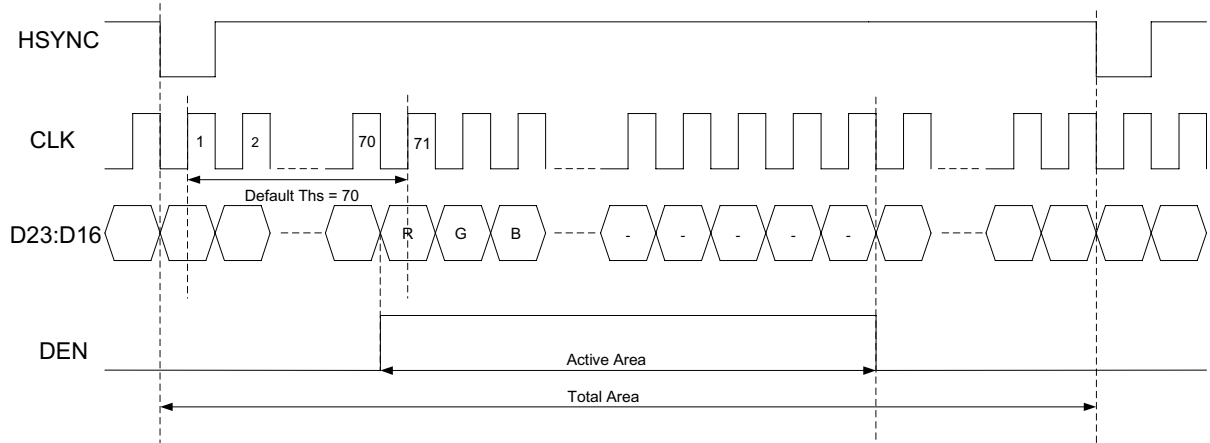 HSYNC
CLK
1
2
70
71
Default Ths = 70
D23:D16
R
G
B
-
-
-
-
-
DEN
Active Area
Total Area